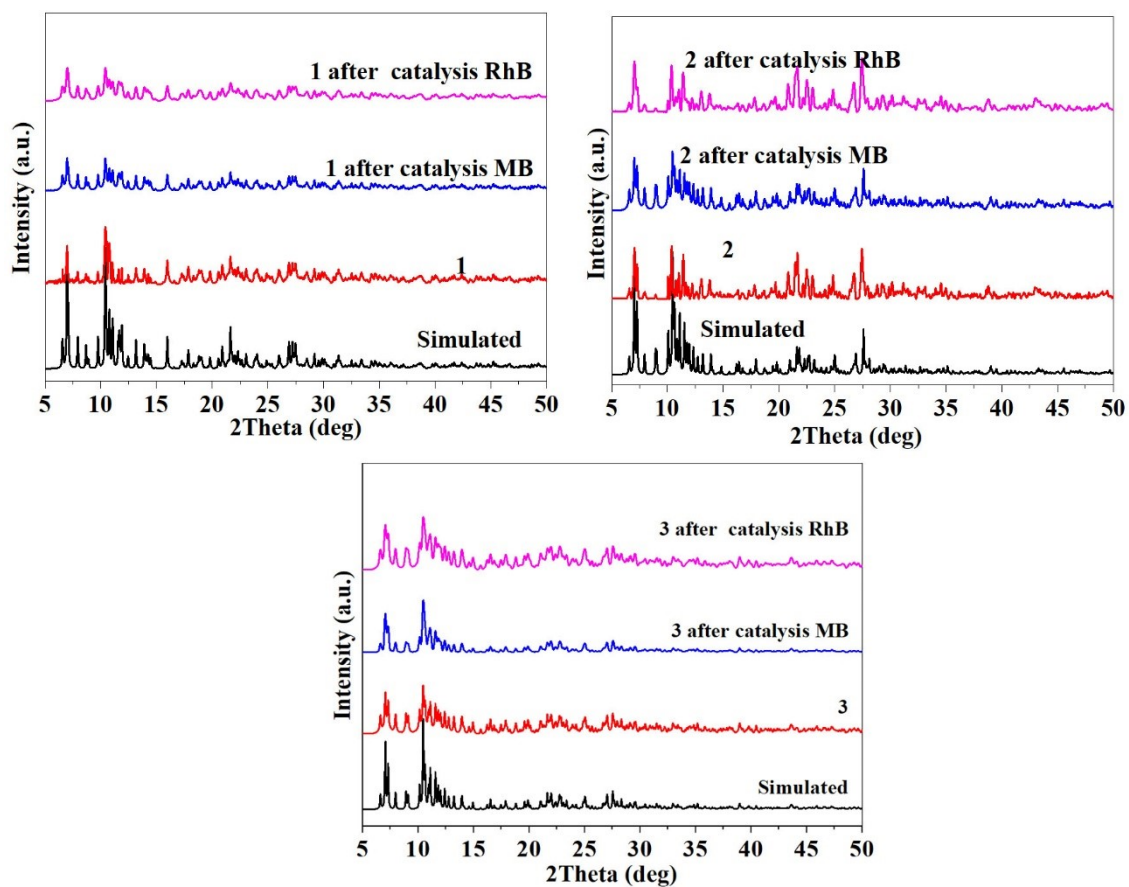 1 after catalysis RhB
1 after catalysis MB
1
Simulated
Intensity (a.u.)
5 10 15 20 25 30 35 40 45 50
2Theta (deg)
2 after catalysis RhB
2 after catalysis MB
2
Simulated
Intensity (a.u.)
5 10 15 20 25 30 35 40 45 50
2Theta (deg)
3 after catalysis RhB
3 after catalysis MB
3
Simulated
Intensity (a.u.)
5 10 15 20 25 30 35 40 45 50
2Theta (deg)